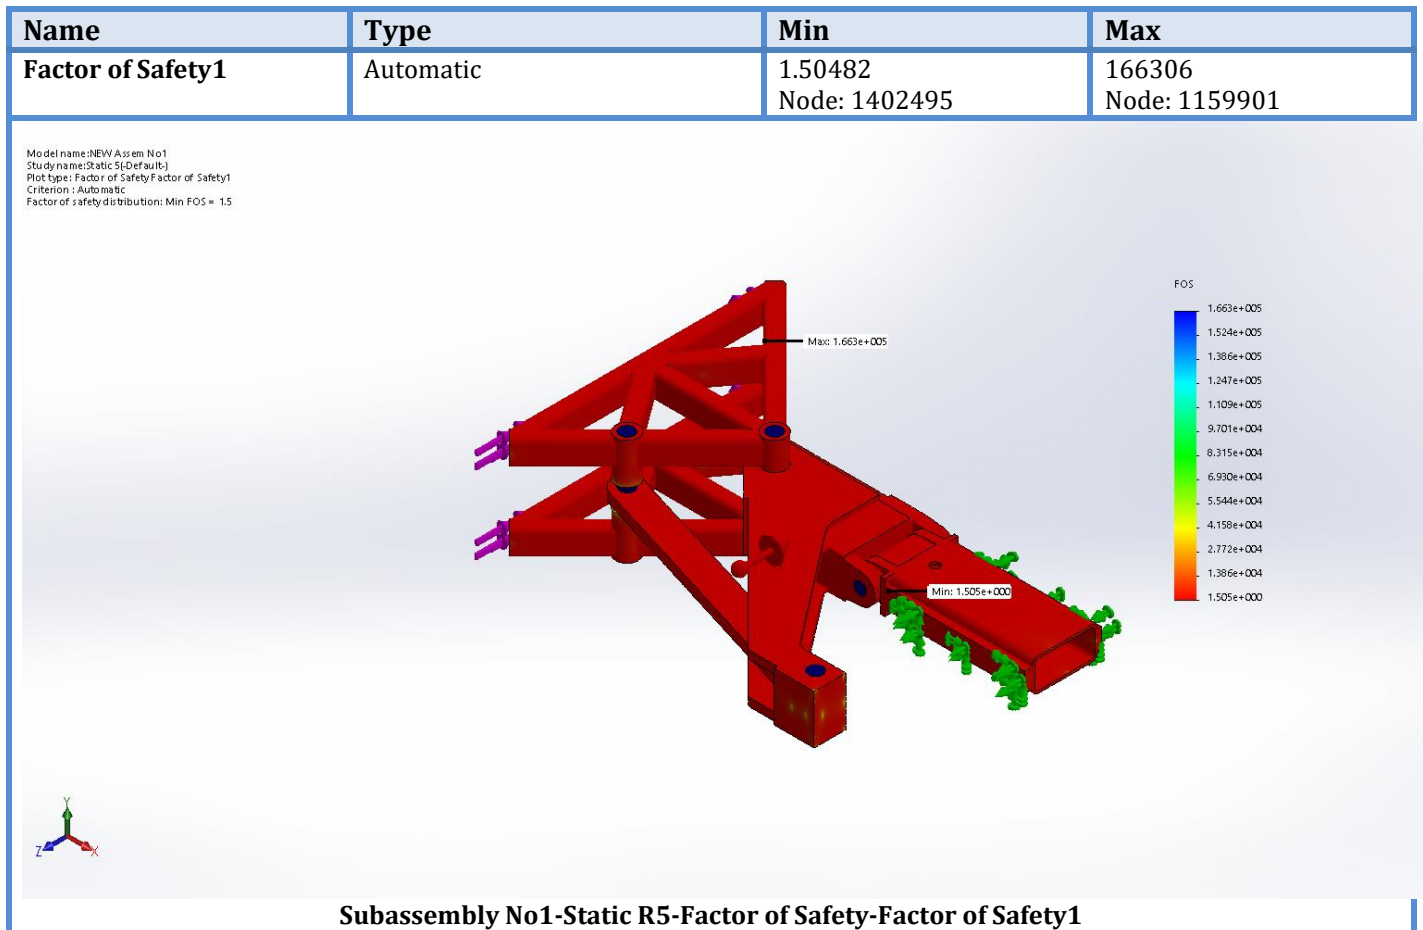 Name Type Min Max
Factor of Safety1 Automatic 1.50482 166306
Node: 1402495 Node: 1159901
Model name:NEW Assem No1
Study name:Static 5(-Default-)
Plot type: Factor of Safety Factor of Safety1
Criterion : Automatic
Factor of safety distribution: Min FOS = 1.5
FOS
1.663e+005
1.524e+005
Max: 1.663e+005
1.386e+005
1.247e+005
1.109e+005
9.701e+004
8.315e+004
6.930e+004
5.544e+004
4.158e+004
2.772e+004
1.386e+004
Min: 1.505e+000
1.505e+000
Y
Z X
Subassembly No1-Static R5-Factor of Safety-Factor of Safety1